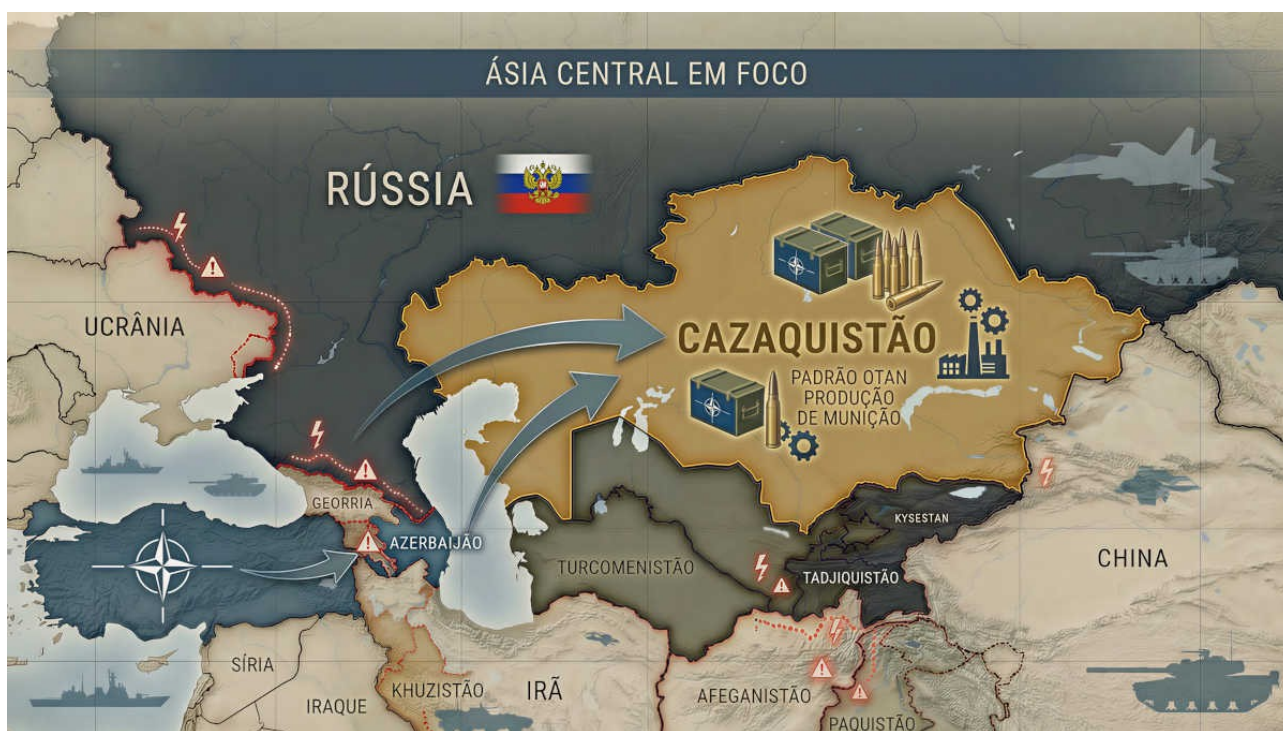 ÁSIA CENTRAL EM FOCO
RÚSSIA
UCRÂNIA
CAZAQUISTÃO
PADRÃO OTAN
PRODUÇÃO
DE MUNIÇÃO
GEORRIA
AZERBAIJÃO
KYSESTAN
TURCOMENISTÃO
TADJIQUISTÃO
CHINA
SÍRIA
IRAQUE
KHUZISTÃO
IRÃ
AFEGANISTÃO
PAQUISTÃO